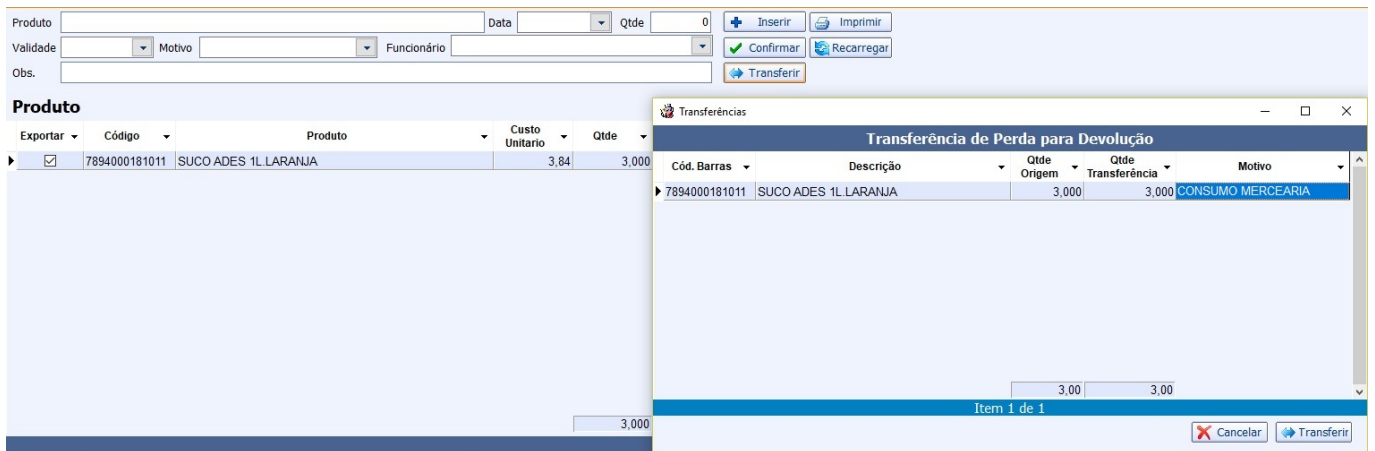 Produto Data Qtde 0 Inserir Imprimir
Validade Motivo Funcionário Confirmar Recarregar
Obs. Transferir
Produto
Exportar Código Produto Custo Unitario Qtde
7894000181011 SUCO ADES 1L.LARANJA 3,84 3,000
3,000
Transferências
Transferência de Perda para Devolução
Cód. Barras Descrição Qtde Origem Qtde Transferência Motivo
7894000181011 SUCO ADES 1L.LARANJA 3,000 3,000 CONSUMO MERCEARIA
3,00 3,00
Item 1 de 1
Cancelar Transferir